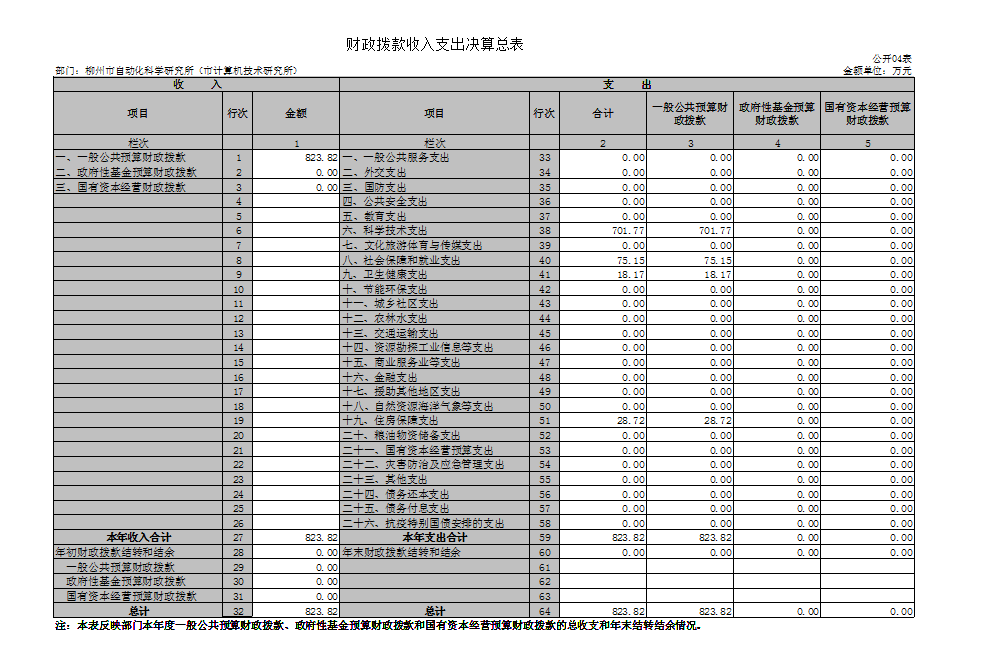 财政拨款收入支出决算总表
公开04表
部门：柳州市自动化科学研究所（市计算机技术研究所） 金额单位：万元
收 入 支 出
项目 行次 金额 项目 行次 合计 一般公共预算财政拨款 政府性基金预算财政拨款 国有资本经营预算财政拨款
栏次 1 栏次 2 3 4 5
一、一般公共预算财政拨款 1 823.82 一、一般公共服务支出 33 0.00 0.00 0.00 0.00
二、政府性基金预算财政拨款 2 0.00 二、外交支出 34 0.00 0.00 0.00 0.00
三、国有资本经营财政拨款 3 0.00 三、国防支出 35 0.00 0.00 0.00 0.00
4 四、公共安全支出 36 0.00 0.00 0.00 0.00
5 五、教育支出 37 0.00 0.00 0.00 0.00
6 六、科学技术支出 38 701.77 701.77 0.00 0.00
7 七、文化旅游体育与传媒支出 39 0.00 0.00 0.00 0.00
8 八、社会保障和就业支出 40 75.15 75.15 0.00 0.00
9 九、卫生健康支出 41 18.17 18.17 0.00 0.00
10 十、节能环保支出 42 0.00 0.00 0.00 0.00
11 十一、城乡社区支出 43 0.00 0.00 0.00 0.00
12 十二、农林水支出 44 0.00 0.00 0.00 0.00
13 十三、交通运输支出 45 0.00 0.00 0.00 0.00
14 十四、资源勘探工业信息等支出 46 0.00 0.00 0.00 0.00
15 十五、商业服务业等支出 47 0.00 0.00 0.00 0.00
16 十六、金融支出 48 0.00 0.00 0.00 0.00
17 十七、援助其他地区支出 49 0.00 0.00 0.00 0.00
18 十八、自然资源海洋气象等支出 50 0.00 0.00 0.00 0.00
19 十九、住房保障支出 51 28.72 28.72 0.00 0.00
20 二十、粮油物资储备支出 52 0.00 0.00 0.00 0.00
21 二十一、国有资本经营预算支出 53 0.00 0.00 0.00 0.00
22 二十二、灾害防治及应急管理支出 54 0.00 0.00 0.00 0.00
23 二十三、其他支出 55 0.00 0.00 0.00 0.00
24 二十四、债务还本支出 56 0.00 0.00 0.00 0.00
25 二十五、债务付息支出 57 0.00 0.00 0.00 0.00
26 二十六、抗疫特别国债安排的支出 58 0.00 0.00 0.00 0.00
本年收入合计 27 823.82 本年支出合计 59 823.82 823.82 0.00 0.00
年初财政拨款结转和结余 28 0.00 年末财政拨款结转和结余 60 0.00 0.00 0.00 0.00
一般公共预算财政拨款 29 0.00 61
政府性基金预算财政拨款 30 0.00 62
国有资本经营预算财政拨款 31 0.00 63
总计 32 823.82 总计 64 823.82 823.82 0.00 0.00
注：本表反映部门本年度一般公共预算财政拨款、政府性基金预算财政拨款和国有资本经营预算财政拨款的总收支和年末结转结余情况。